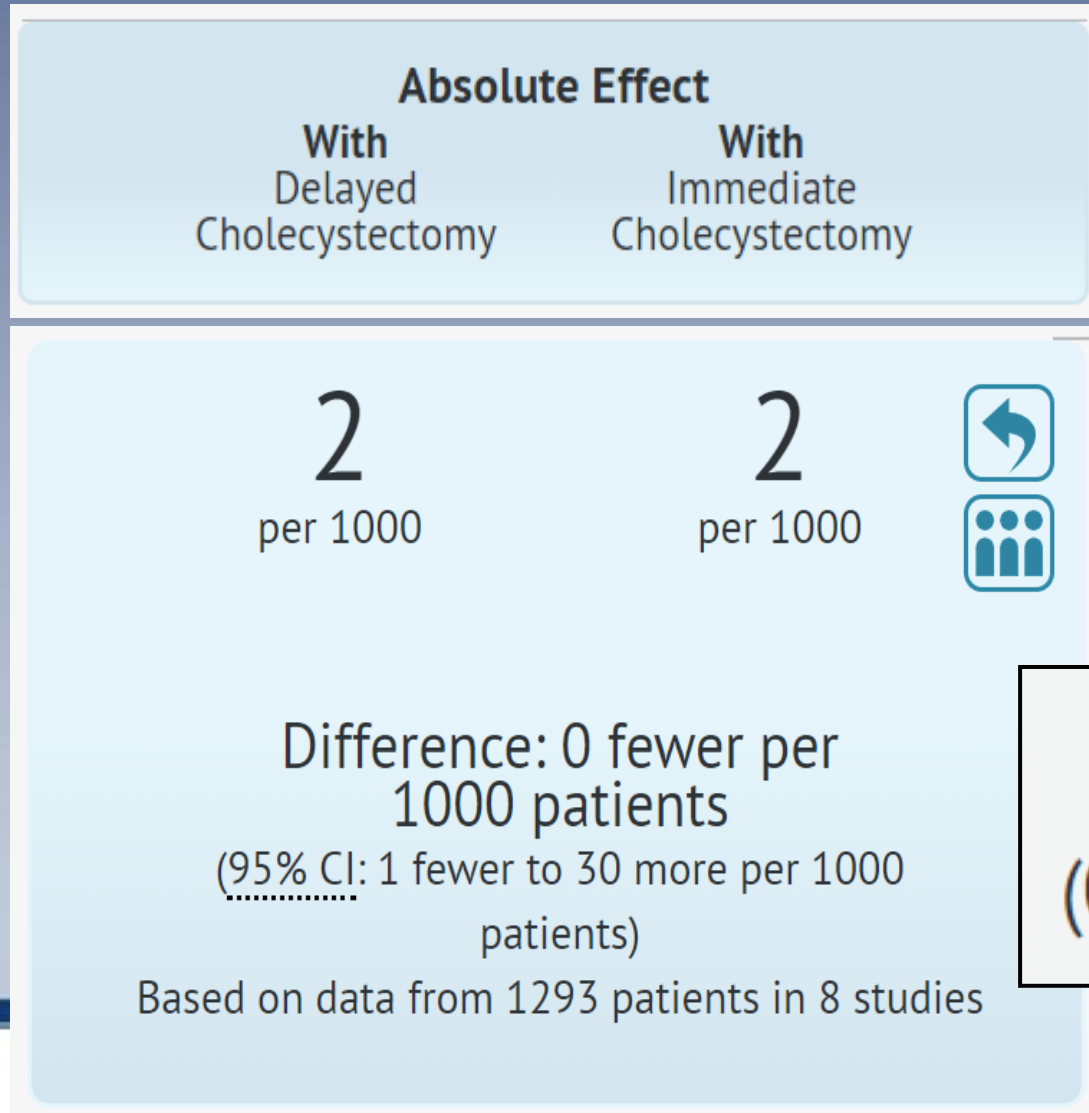 Absolute Effect
With With
Delayed Immediate
Cholecystectomy Cholecystectomy
2 2
per 1000 per 1000
Difference: 0 fewer per
1000 patients
(95% CI: 1 fewer to 30 more per 1000
patients)
Based on data from 1293 patients in 8 studies